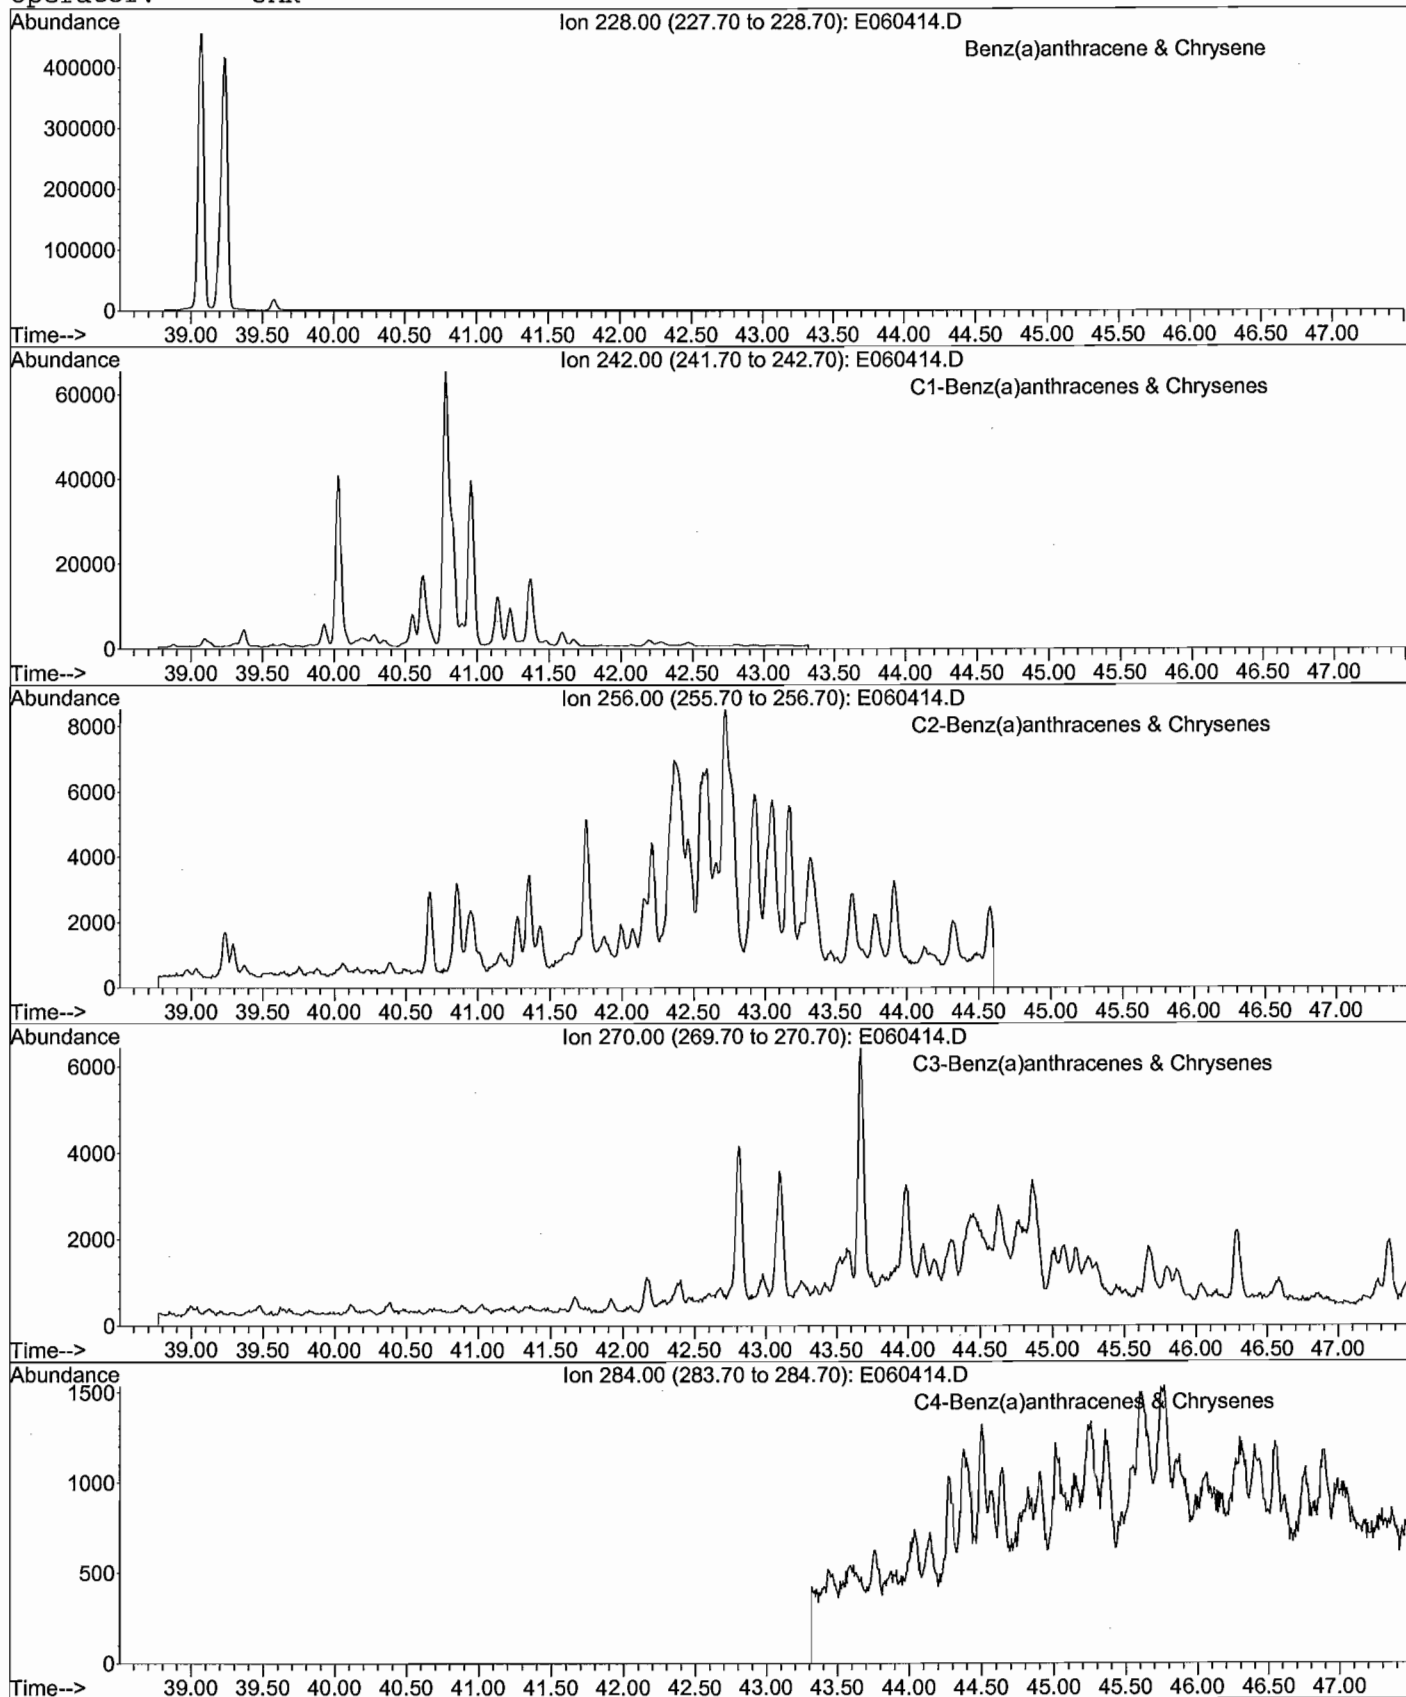 Abundance Ion 228.00 (227.70 to 228.70): E060414.D
Benz(a)anthracene & Chrysene
400000
300000
200000
100000
0
Time--> 39.00 39.50 40.00 40.50 41.00 41.50 42.00 42.50 43.00 43.50 44.00 44.50 45.00 45.50 46.00 46.50 47.00
Abundance Ion 242.00 (241.70 to 242.70): E060414.D
C1-Benz(a)anthracenes & Chrysenes
60000
40000
20000
0
Time--> 39.00 39.50 40.00 40.50 41.00 41.50 42.00 42.50 43.00 43.50 44.00 44.50 45.00 45.50 46.00 46.50 47.00
Abundance Ion 256.00 (255.70 to 256.70): E060414.D
C2-Benz(a)anthracenes & Chrysenes
8000
6000
4000
2000
0
Time--> 39.00 39.50 40.00 40.50 41.00 41.50 42.00 42.50 43.00 43.50 44.00 44.50 45.00 45.50 46.00 46.50 47.00
Abundance Ion 270.00 (269.70 to 270.70): E060414.D
C3-Benz(a)anthracenes & Chrysenes
6000
4000
2000
0
Time--> 39.00 39.50 40.00 40.50 41.00 41.50 42.00 42.50 43.00 43.50 44.00 44.50 45.00 45.50 46.00 46.50 47.00
Abundance Ion 284.00 (283.70 to 284.70): E060414.D
C4-Benz(a)anthracenes & Chrysenes
1500
1000
500
0
Time--> 39.00 39.50 40.00 40.50 41.00 41.50 42.00 42.50 43.00 43.50 44.00 44.50 45.00 45.50 46.00 46.50 47.00